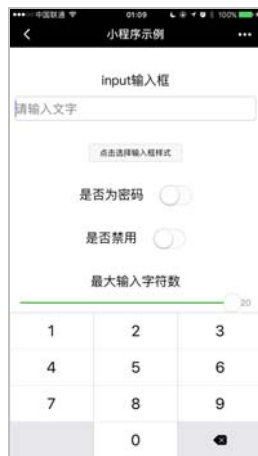 中国联通 01:09 100%
小程序示例
input输入框
请输入文字
点击选择输入框样式
是否为密码
是否禁用
最大输入字符数
20
1 2 3
4 5 6
7 8 9
0